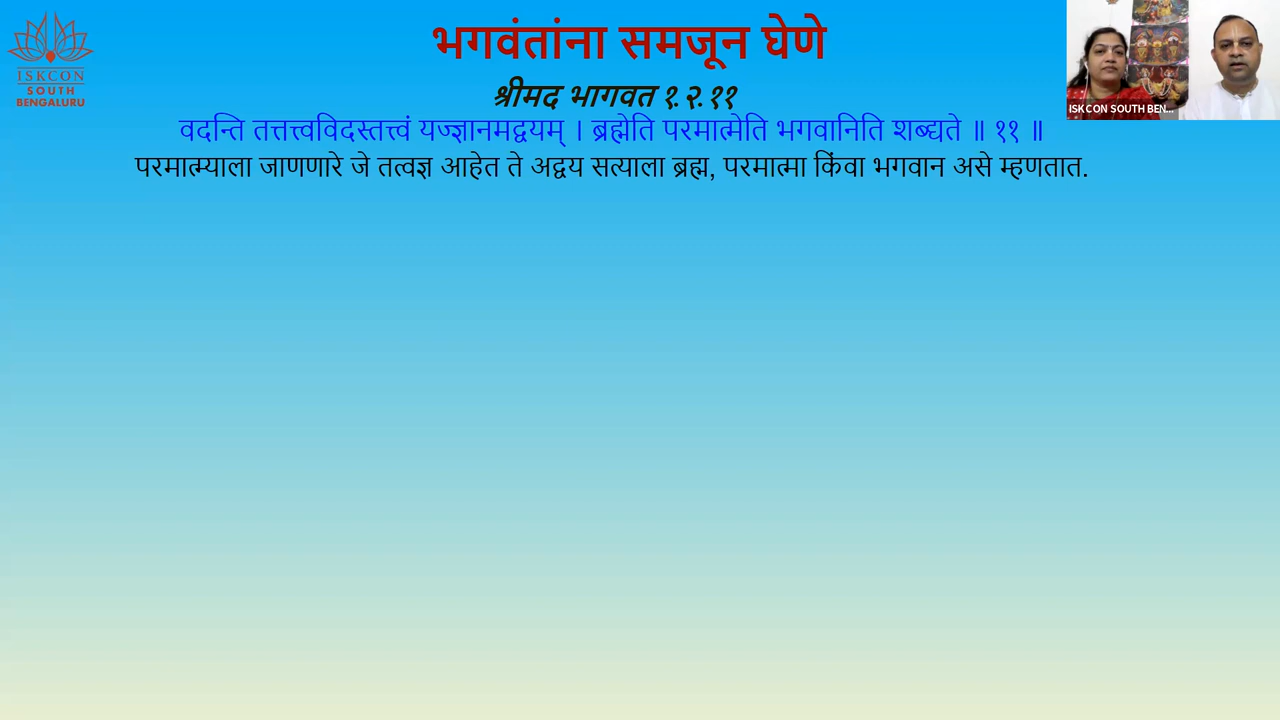 ISKCON
SOUTH
BENGALURU
भगवंतांना समजून घेणे
श्रीमद भागवत १.२.११
वदन्ति तत्तत्त्वविदस्तत्त्वं यज्ज्ञानमद्वयम् । ब्रह्मेति परमात्मेति भगवानिति शब्द्यते ॥ ११ ॥
परमात्म्याला जाणणारे जे तत्वज्ञ आहेत ते अद्वय सत्याला ब्रह्म, परमात्मा किंवा भगवान असे म्हणतात.
ISKCON SOUTH BEN...